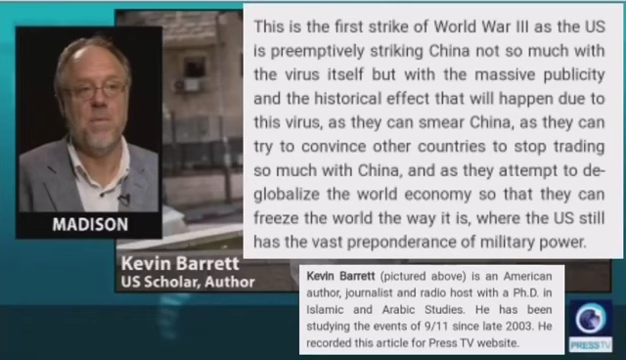 This is the first strike of World War III as the US
is preemptively striking China not so much with
the virus itself but with the massive publicity
and the historical effect that will happen due to
this virus, as they can smear China, as they can
try to convince other countries to stop trading
so much with China, and as they attempt to de-
globalize the world economy so that they can
freeze the world the way it is, where the US still
has the vast preponderance of military power.
MADISON
Kevin Barrett
US Scholar, Author
Kevin Barrett (pictured above) is an American
author, journalist and radio host with a Ph.D. in
Islamic and Arabic Studies. He has been
studying the events of 9/11 since late 2003. He
recorded this article for Press TV website.
PRESSTV